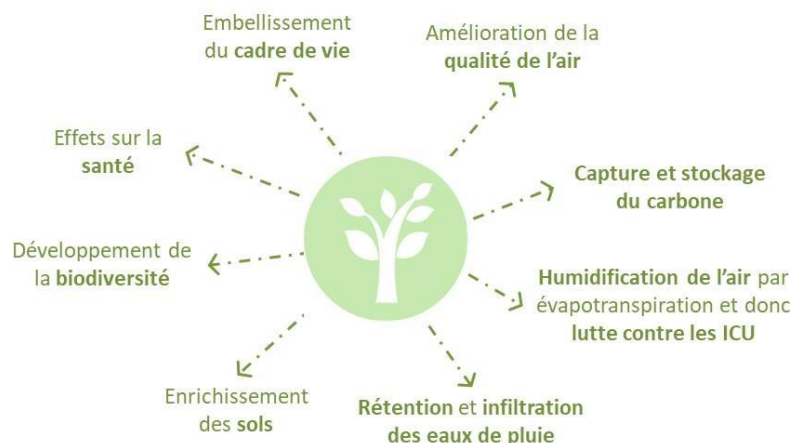 Embellissement
du cadre de vie
Amélioration de la
qualité de l’air
Effets sur la
santé
Capture et stockage
du carbone
Développement de
la biodiversité
Humidification de l’air par
évapotranspiration et donc
lutte contre les ICU
Enrichissement
des sols
Rétention et infiltration
des eaux de pluie